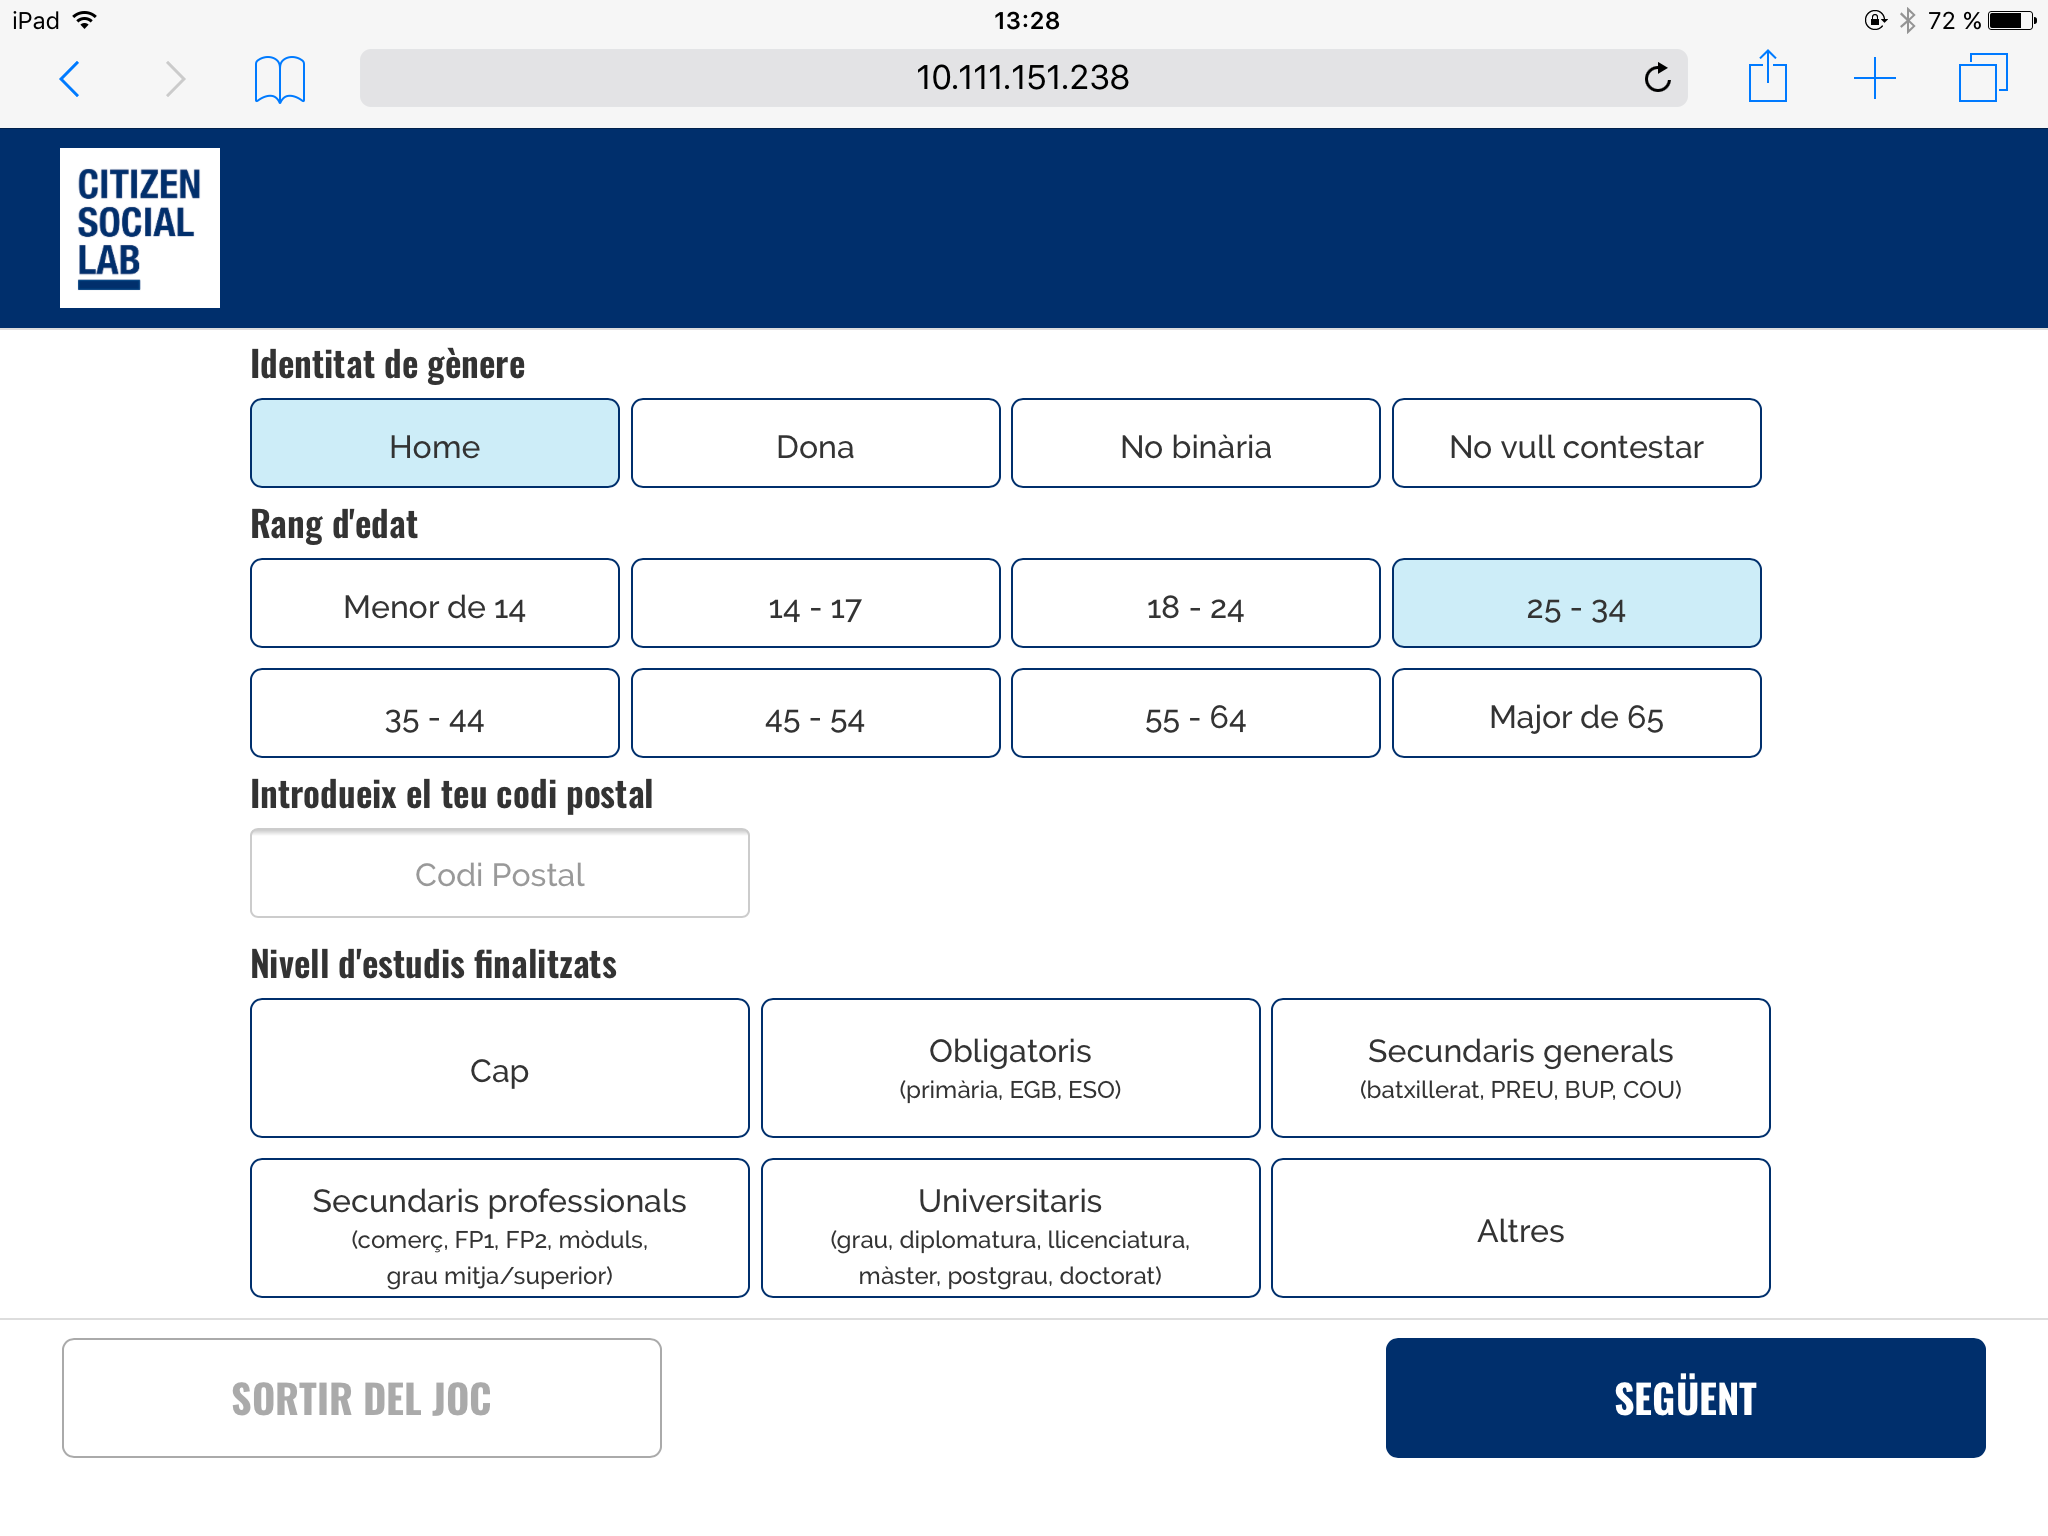 iPad
13:28
72 %
10.111.151.238
CITIZEN
SOCIAL
LAB
Identitat de gènere
Home
Dona
No binària
No vull contestar
Rang d'edat
Menor de 14
14 - 17
18 - 24
25 - 34
35 - 44
45 - 54
55 - 64
Major de 65
Introdueix el teu codi postal
Codi Postal
Nivell d'estudis finalitzats
Cap
Obligatoris
(primària, EGB, ESO)
Secundaris generals
(batxillerat, PREU, BUP, COU)
Secundaris professionals
(comerç, FP1, FP2, mòduls,
grau mitja/superior)
Universitaris
(grau, diplomatura, llicenciatura,
màster, postgrau, doctorat)
Altres
SORTIR DEL JOC
SEGÜENT